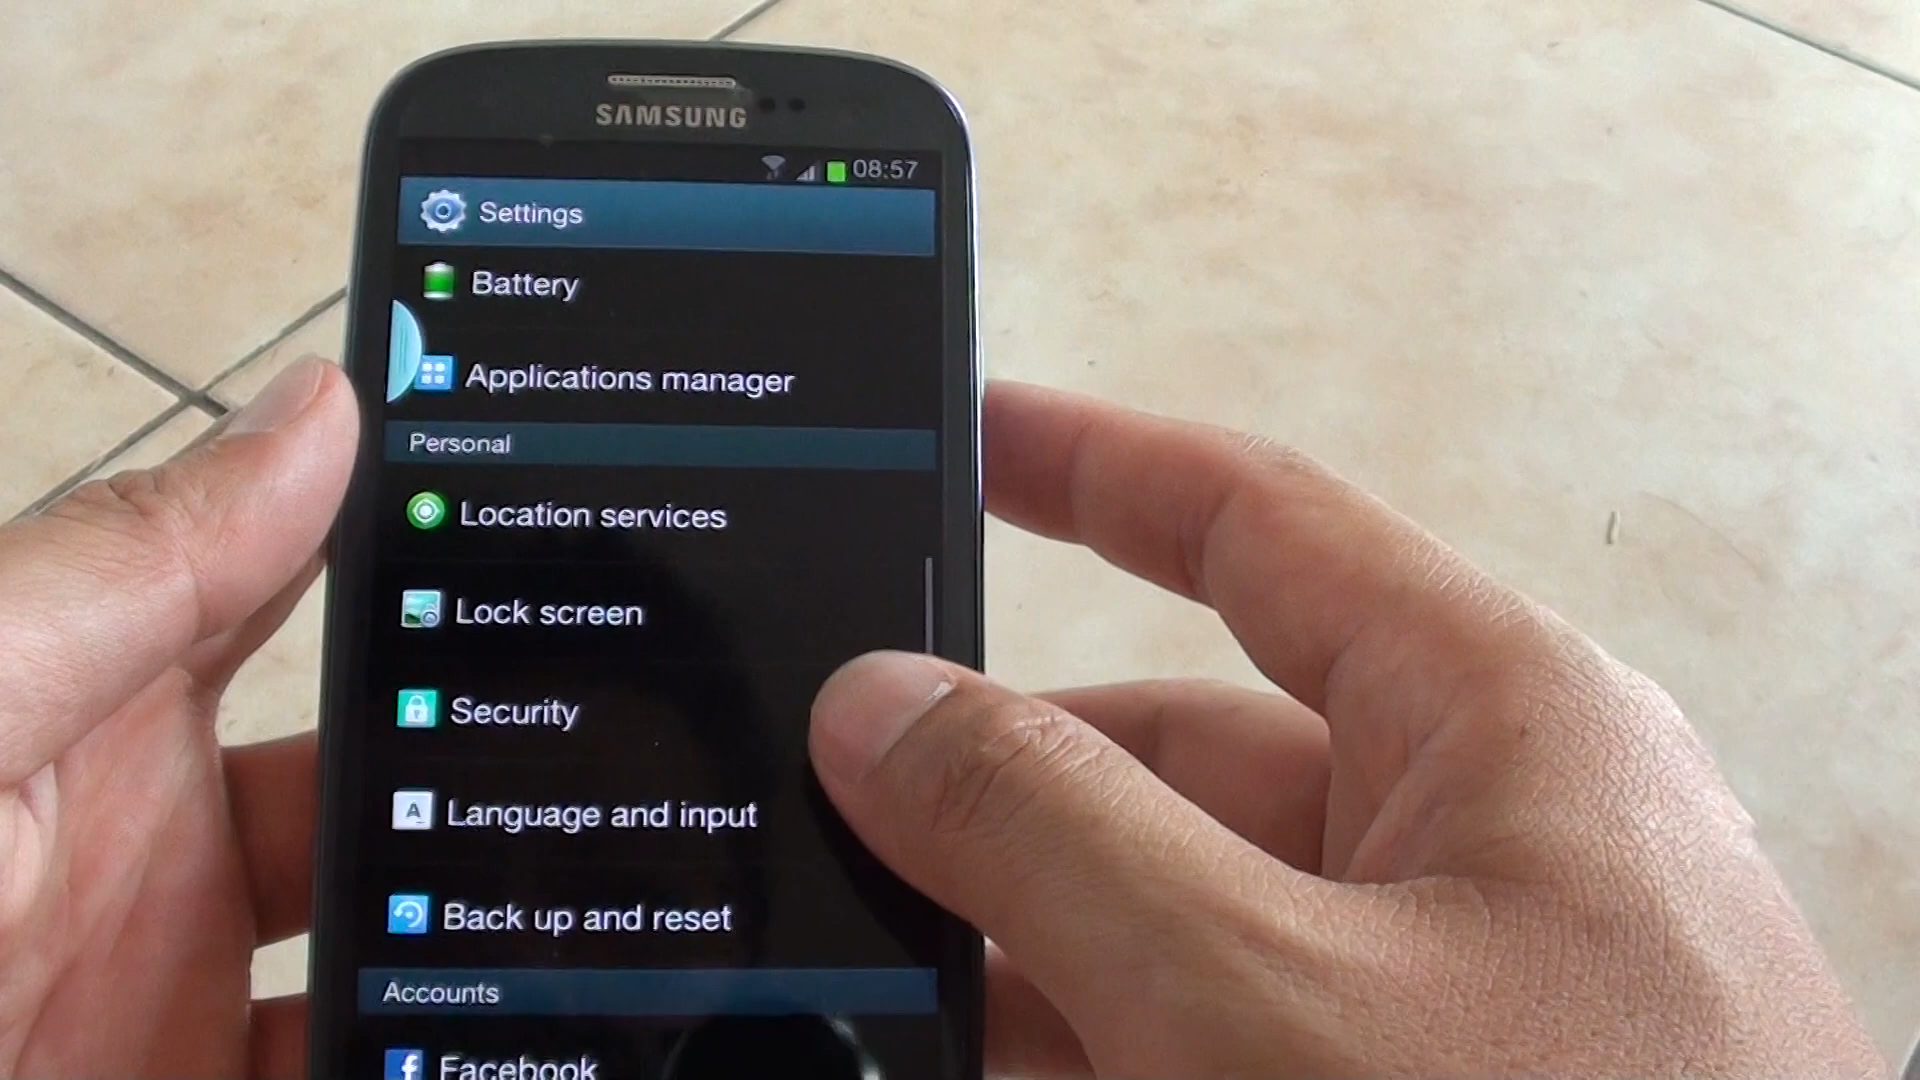 SAMSUNG
08:57
Settings
Battery
Applications manager
Personal
Location services
Lock screen
Security
A Language and input
Back up and reset
Accounts
f Facebook